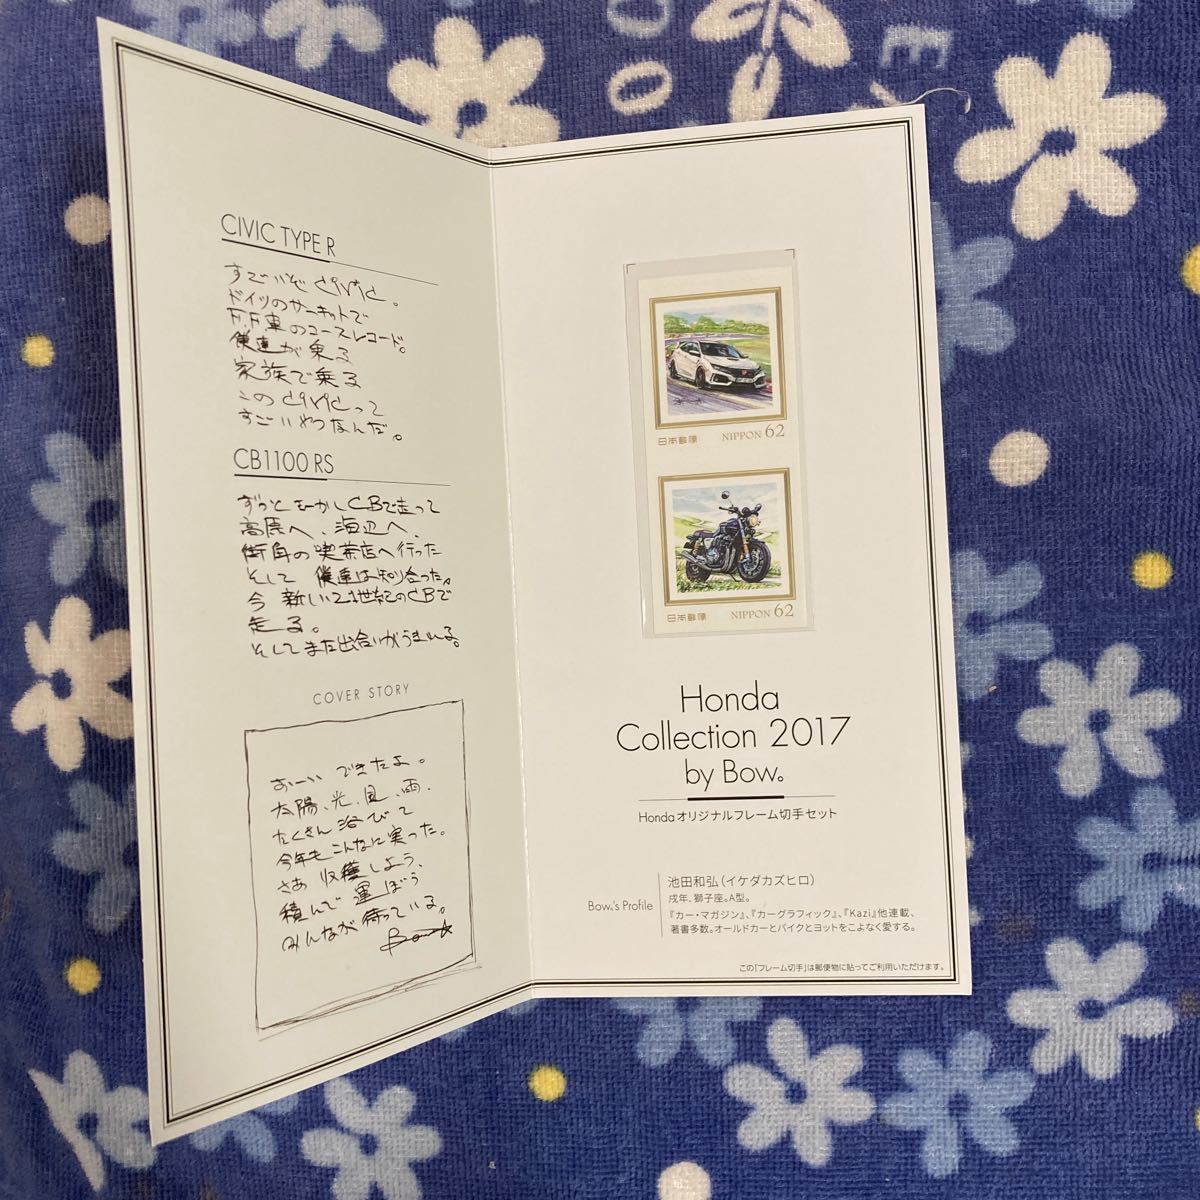 CIVIC TYPE R
すごいぞ CIVIC。
ドイツのサーキットで
F.F車のコースレコード。
僕達が乗る
家族で乗る
この CIVICって
すごいやつなんだ。
CB1100 RS
ずっとむかしCBで走って
高原へ、海辺へ、
街角の喫茶店へ行った
そして 僕達は知り合った。
今 新しい21世紀のCBで
走る。
そしてまた出合いがうまれる。
COVER STORY
おーい できたよ。
太陽、光、風、雨、
たくさん 浴びて
今年も こんなに実った。
さあ 収穫しよう、
積んで 運ぼう
みんなが 待っている。
Bow
日本郵便 NIPPON 62
日本郵便 NIPPON 62
Honda
Collection 2017
by Bow。
Hondaオリジナルフレーム切手セット
Bow。's Profile
池田和弘(イケダカズヒロ)
戌年、獅子座。A型。
『カー・マガジン』、『カーグラフィック』、『Kazi』他連載、
著書多数。オールドカーとバイクとヨットをこよなく愛する。
この「フレーム切手」は郵便物に貼ってご利用いただけます。